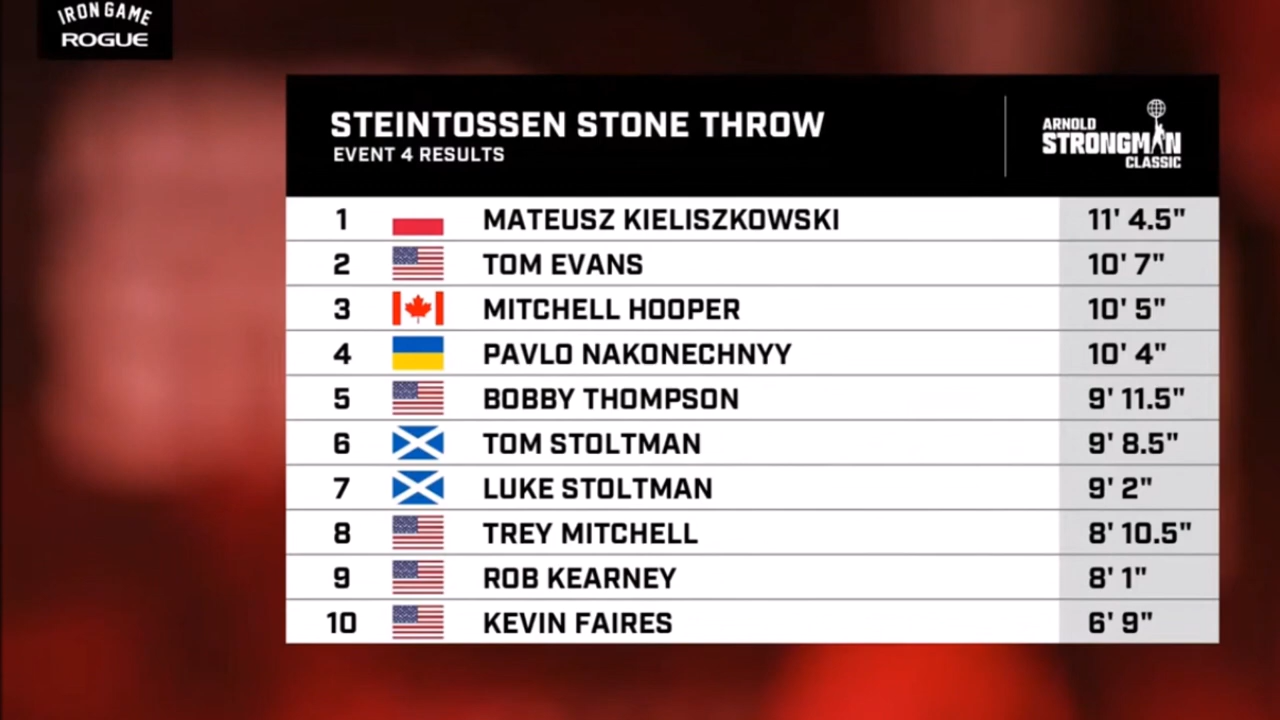 IRON GAME
ROGUE
STEINTOSSEN STONE THROW
EVENT 4 RESULTS
ARNOLD
STRONGMAN
CLASSIC
1 MATEUSZ KIELISZKOWSKI 11' 4.5"
2 TOM EVANS 10' 7"
3 MITCHELL HOOPER 10' 5"
4 PAVLO NAKONECHNYY 10' 4"
5 BOBBY THOMPSON 9' 11.5"
6 TOM STOLTMAN 9' 8.5"
7 LUKE STOLTMAN 9' 2"
8 TREY MITCHELL 8' 10.5"
9 ROB KEARNEY 8' 1"
10 KEVIN FAIRES 6' 9"